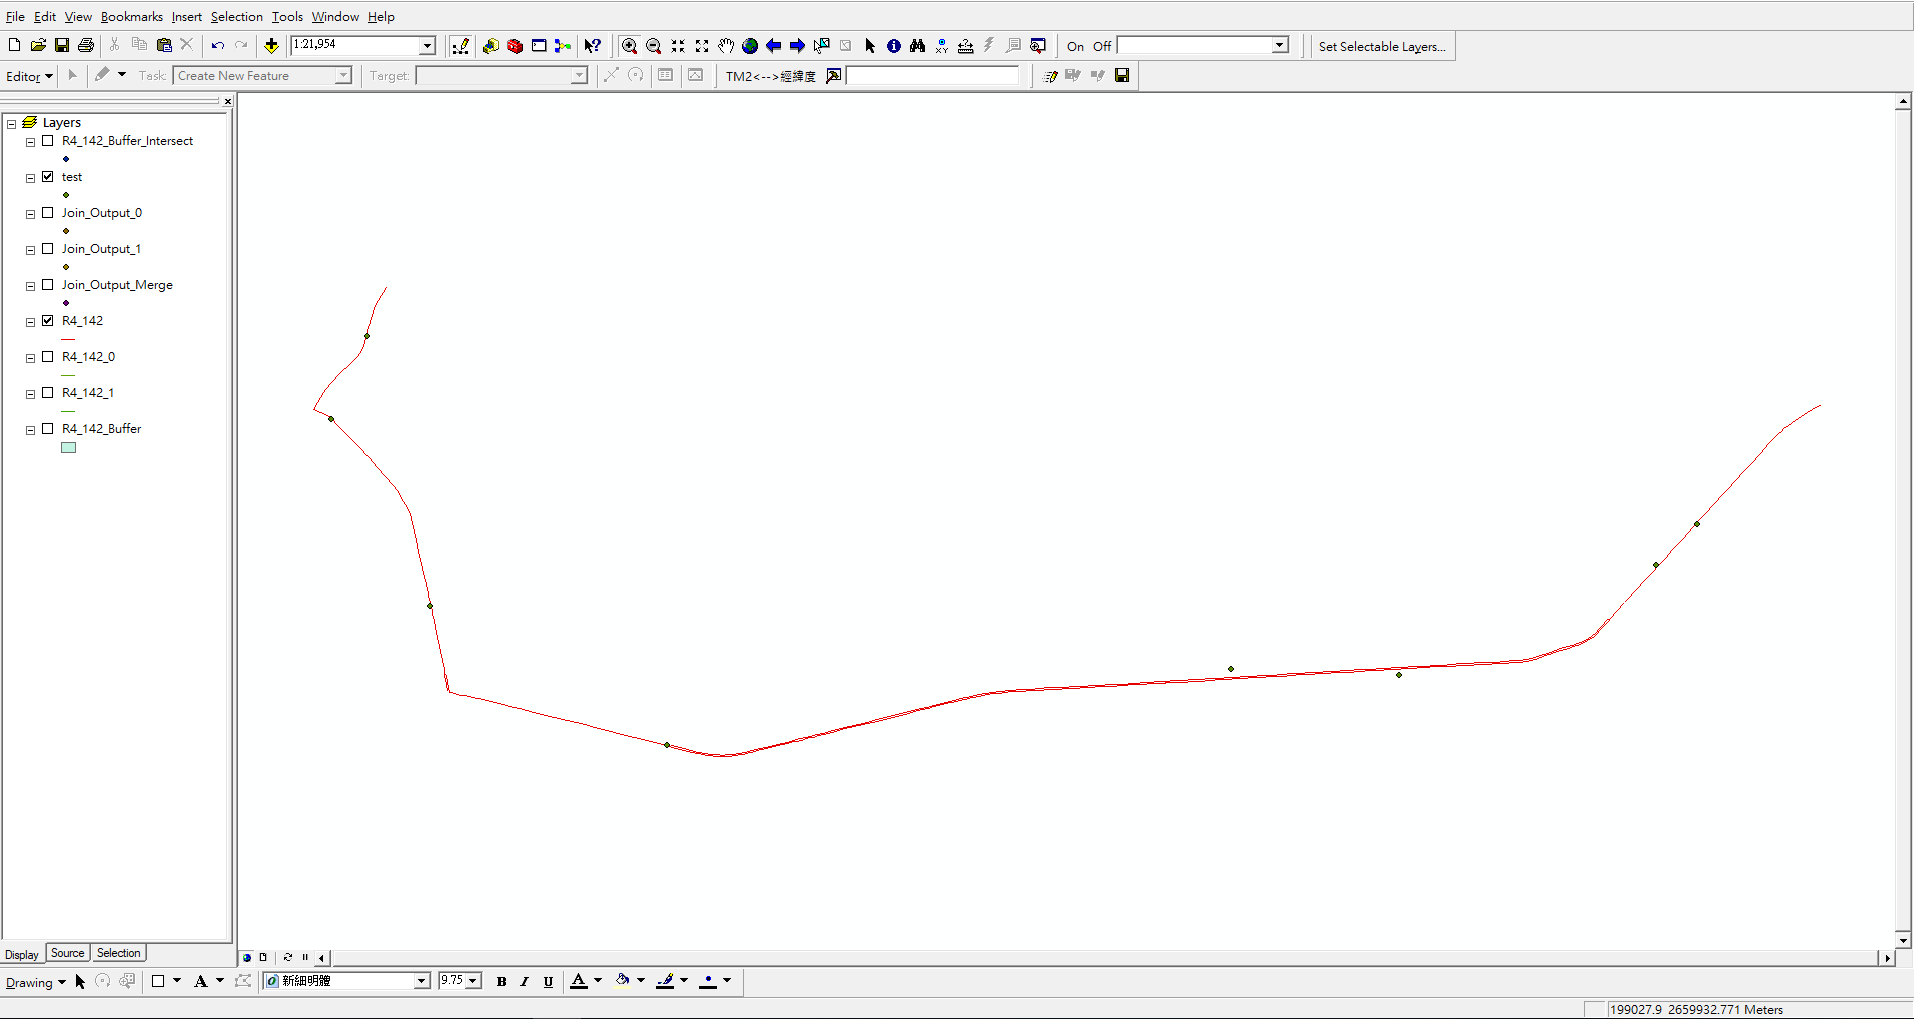 File Edit View Bookmarks Insert Selection Tools Window Help
1:21,954
On Off
Set Selectable Layers...
Editor
Task: Create New Feature
Target:
TM2<-->經緯度
Layers
R4_142_Buffer_Intersect
test
Join_Output_0
Join_Output_1
Join_Output_Merge
R4_142
R4_142_0
R4_142_1
R4_142_Buffer
Display Source Selection
Drawing
A
新細明體
9.75
B I U
A
199027.9 2659932.771 Meters